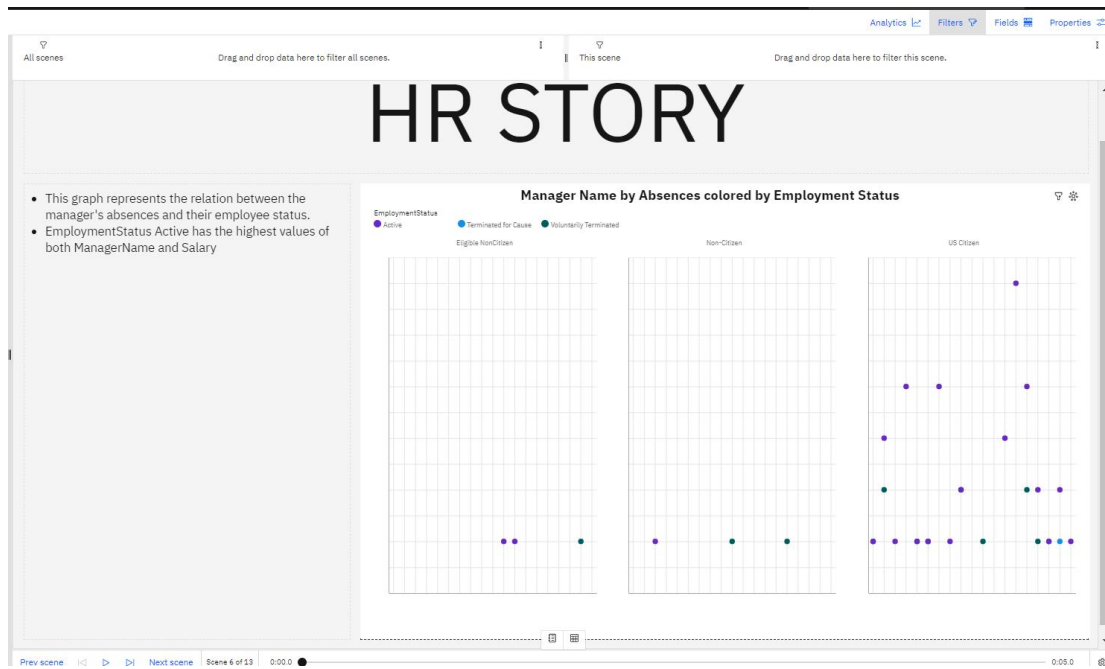 Analytics Filters Fields Properties
All scenes
Drag and drop data here to filter all scenes.
This scene
Drag and drop data here to filter this scene.
HR STORY
• This graph represents the relation between the
manager's absences and their employee status.
• EmploymentStatus Active has the highest values of
both ManagerName and Salary
Manager Name by Absences colored by Employment Status
EmploymentStatus
Active Terminated for Cause Voluntarily Terminated
Eligible NonCitizen Non-Citizen US Citizen
Prev scene Next scene Scene 6 of 13 0:00.0 0:05.0